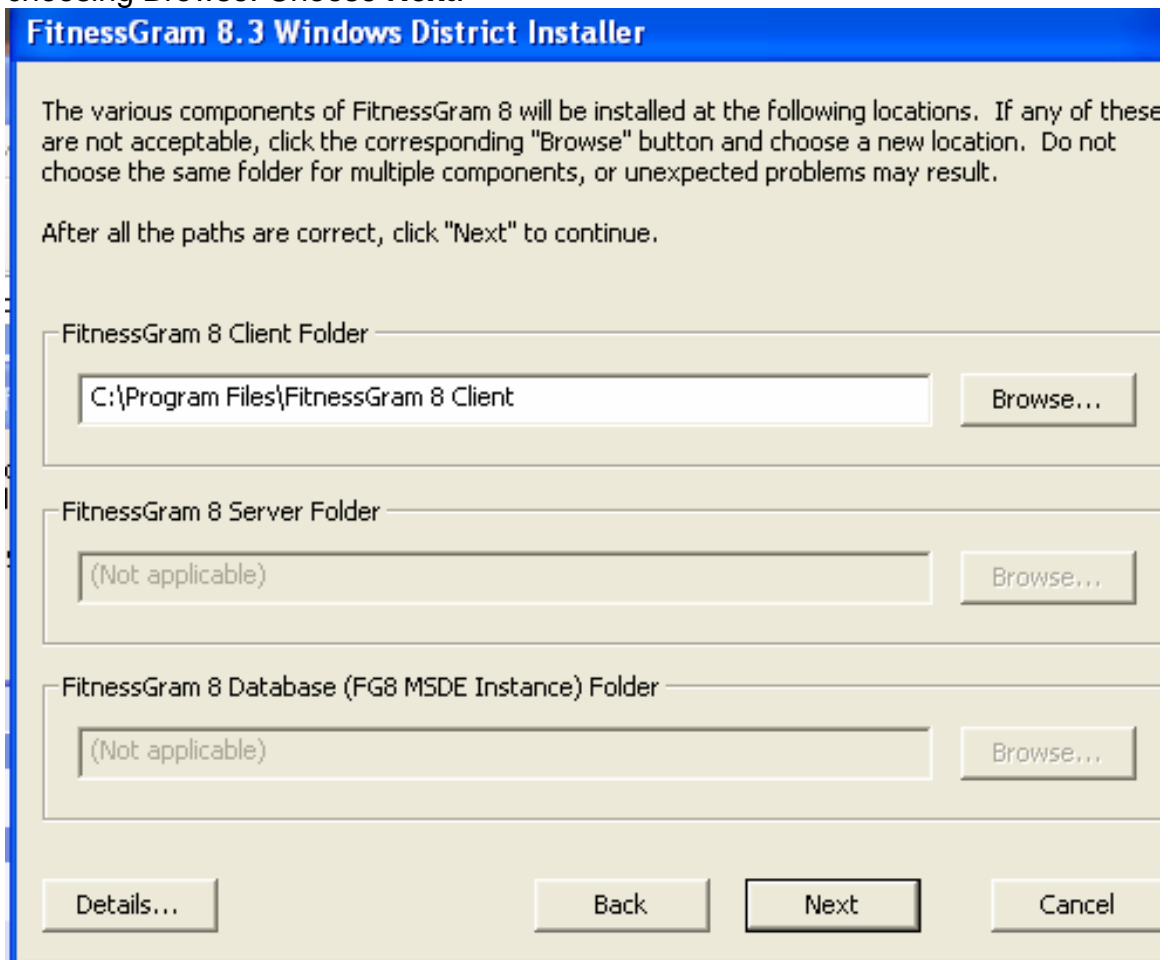 choosing Browse. Choose Next.
FitnessGram 8.3 Windows District Installer
The various components of FitnessGram 8 will be installed at the following locations. If any of these
are not acceptable, click the corresponding "Browse" button and choose a new location. Do not
choose the same folder for multiple components, or unexpected problems may result.
After all the paths are correct, click "Next" to continue.
FitnessGram 8 Client Folder
C:\Program Files\FitnessGram 8 Client
Browse...
FitnessGram 8 Server Folder
(Not applicable)
Browse...
FitnessGram 8 Database (FG8 MSDE Instance) Folder
(Not applicable)
Browse...
Details...
Back
Next
Cancel